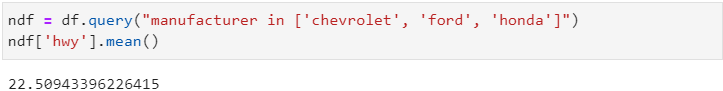 ndf = df.query("manufacturer in ['chevrolet', 'ford', 'honda']")
ndf['hwy'].mean()
22.50943396226415